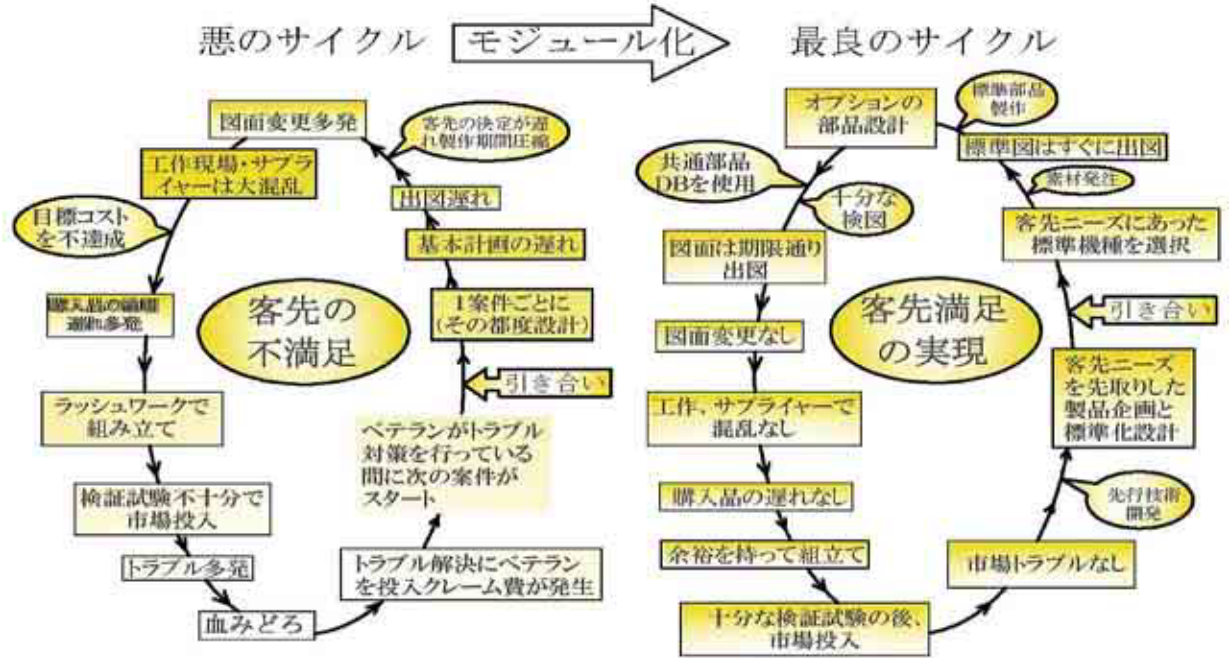 悪のサイクル
モジュール化
最良のサイクル
図面変更多発
客先の決定が遅
れ製作期間圧縮
工作現場・サプラ
イヤーは大混乱
出図遅れ
目標コスト
を不達成
基本計画の遅れ
購入品の
遅れ多発
客先の
不満足
1案件ごとに
(その都度設計)
引き合い
ラッシュワークで
組み立て
ベテランがトラブル
対策を行っている
間に次の案件が
スタート
検証試験不十分で
市場投入
トラブル多発
トラブル解決にベテラン
を投入クレーム費が発生
血みどろ
オプションの
部品設計
標準部品
製作
標準図はすぐに出図
共通部品
DBを使用
十分な
検図
素材発注
客先ニーズにあった
標準機種を選択
図面は期限通り
出図
客先満足
の実現
引き合い
図面変更なし
客先ニーズ
を先取りした
製品企画と
標準化設計
工作、サプライヤーで
混乱なし
購入品の遅れなし
先行技術
開発
余裕を持って組立て
市場トラブルなし
十分な検証試験の後、
市場投入